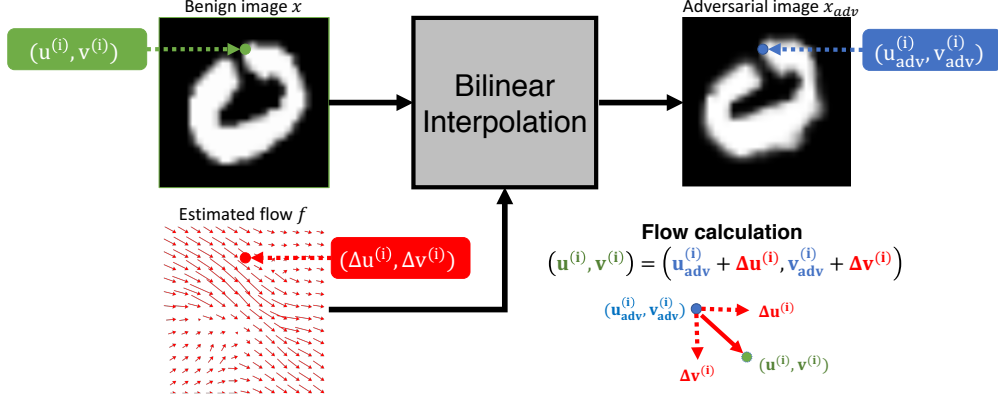 Benign image x
Adversarial image x_adv
(u^(i), v^(i))
(u_adv^(i), v_adv^(i))
Bilinear
Interpolation
Estimated flow f
(Δu^(i), Δv^(i))
Flow calculation
(u^(i), v^(i)) = (u_adv^(i) + Δu^(i), v_adv^(i) + Δv^(i))
(u_adv^(i), v_adv^(i))
Δu^(i)
Δv^(i)
(u^(i), v^(i))